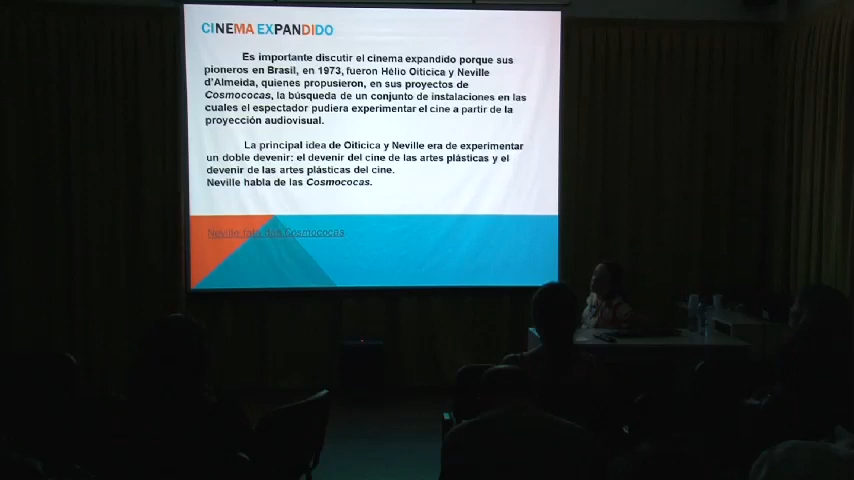 CINEMA EXPANDIDO
Es importante discutir el cinema expandido porque sus
pioneros en Brasil, en 1973, fueron Hélio Oiticica y Neville
d'Almeida, quienes propusieron, en sus proyectos de
Cosmococas, la búsqueda de un conjunto de instalaciones en las
cuales el espectador pudiera experimentar el cine a partir de la
proyección audiovisual.
La principal idea de Oiticica y Neville era de experimentar
un doble devenir: el devenir del cine de las artes plásticas y el
devenir de las artes plásticas del cine.
Neville habla de las Cosmococas.
Neville fala das Cosmococas.